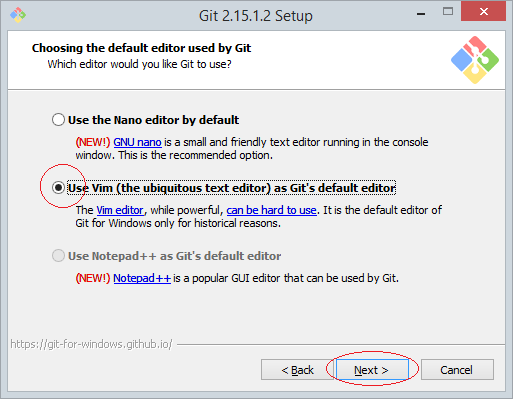 Git 2.15.1.2 Setup
Choosing the default editor used by Git
Which editor would you like Git to use?
Use the Nano editor by default
(NEW!) GNU nano is a small and friendly text editor running in the console
window. This is the recommended option.
Use Vim (the ubiquitous text editor) as Git's default editor
The Vim editor, while powerful, can be hard to use. It is the default editor of
Git for Windows only for historical reasons.
Use Notepad++ as Git's default editor
(NEW!) Notepad++ is a popular GUI editor that can be used by Git.
https://git-for-windows.github.io/
< Back
Next >
Cancel